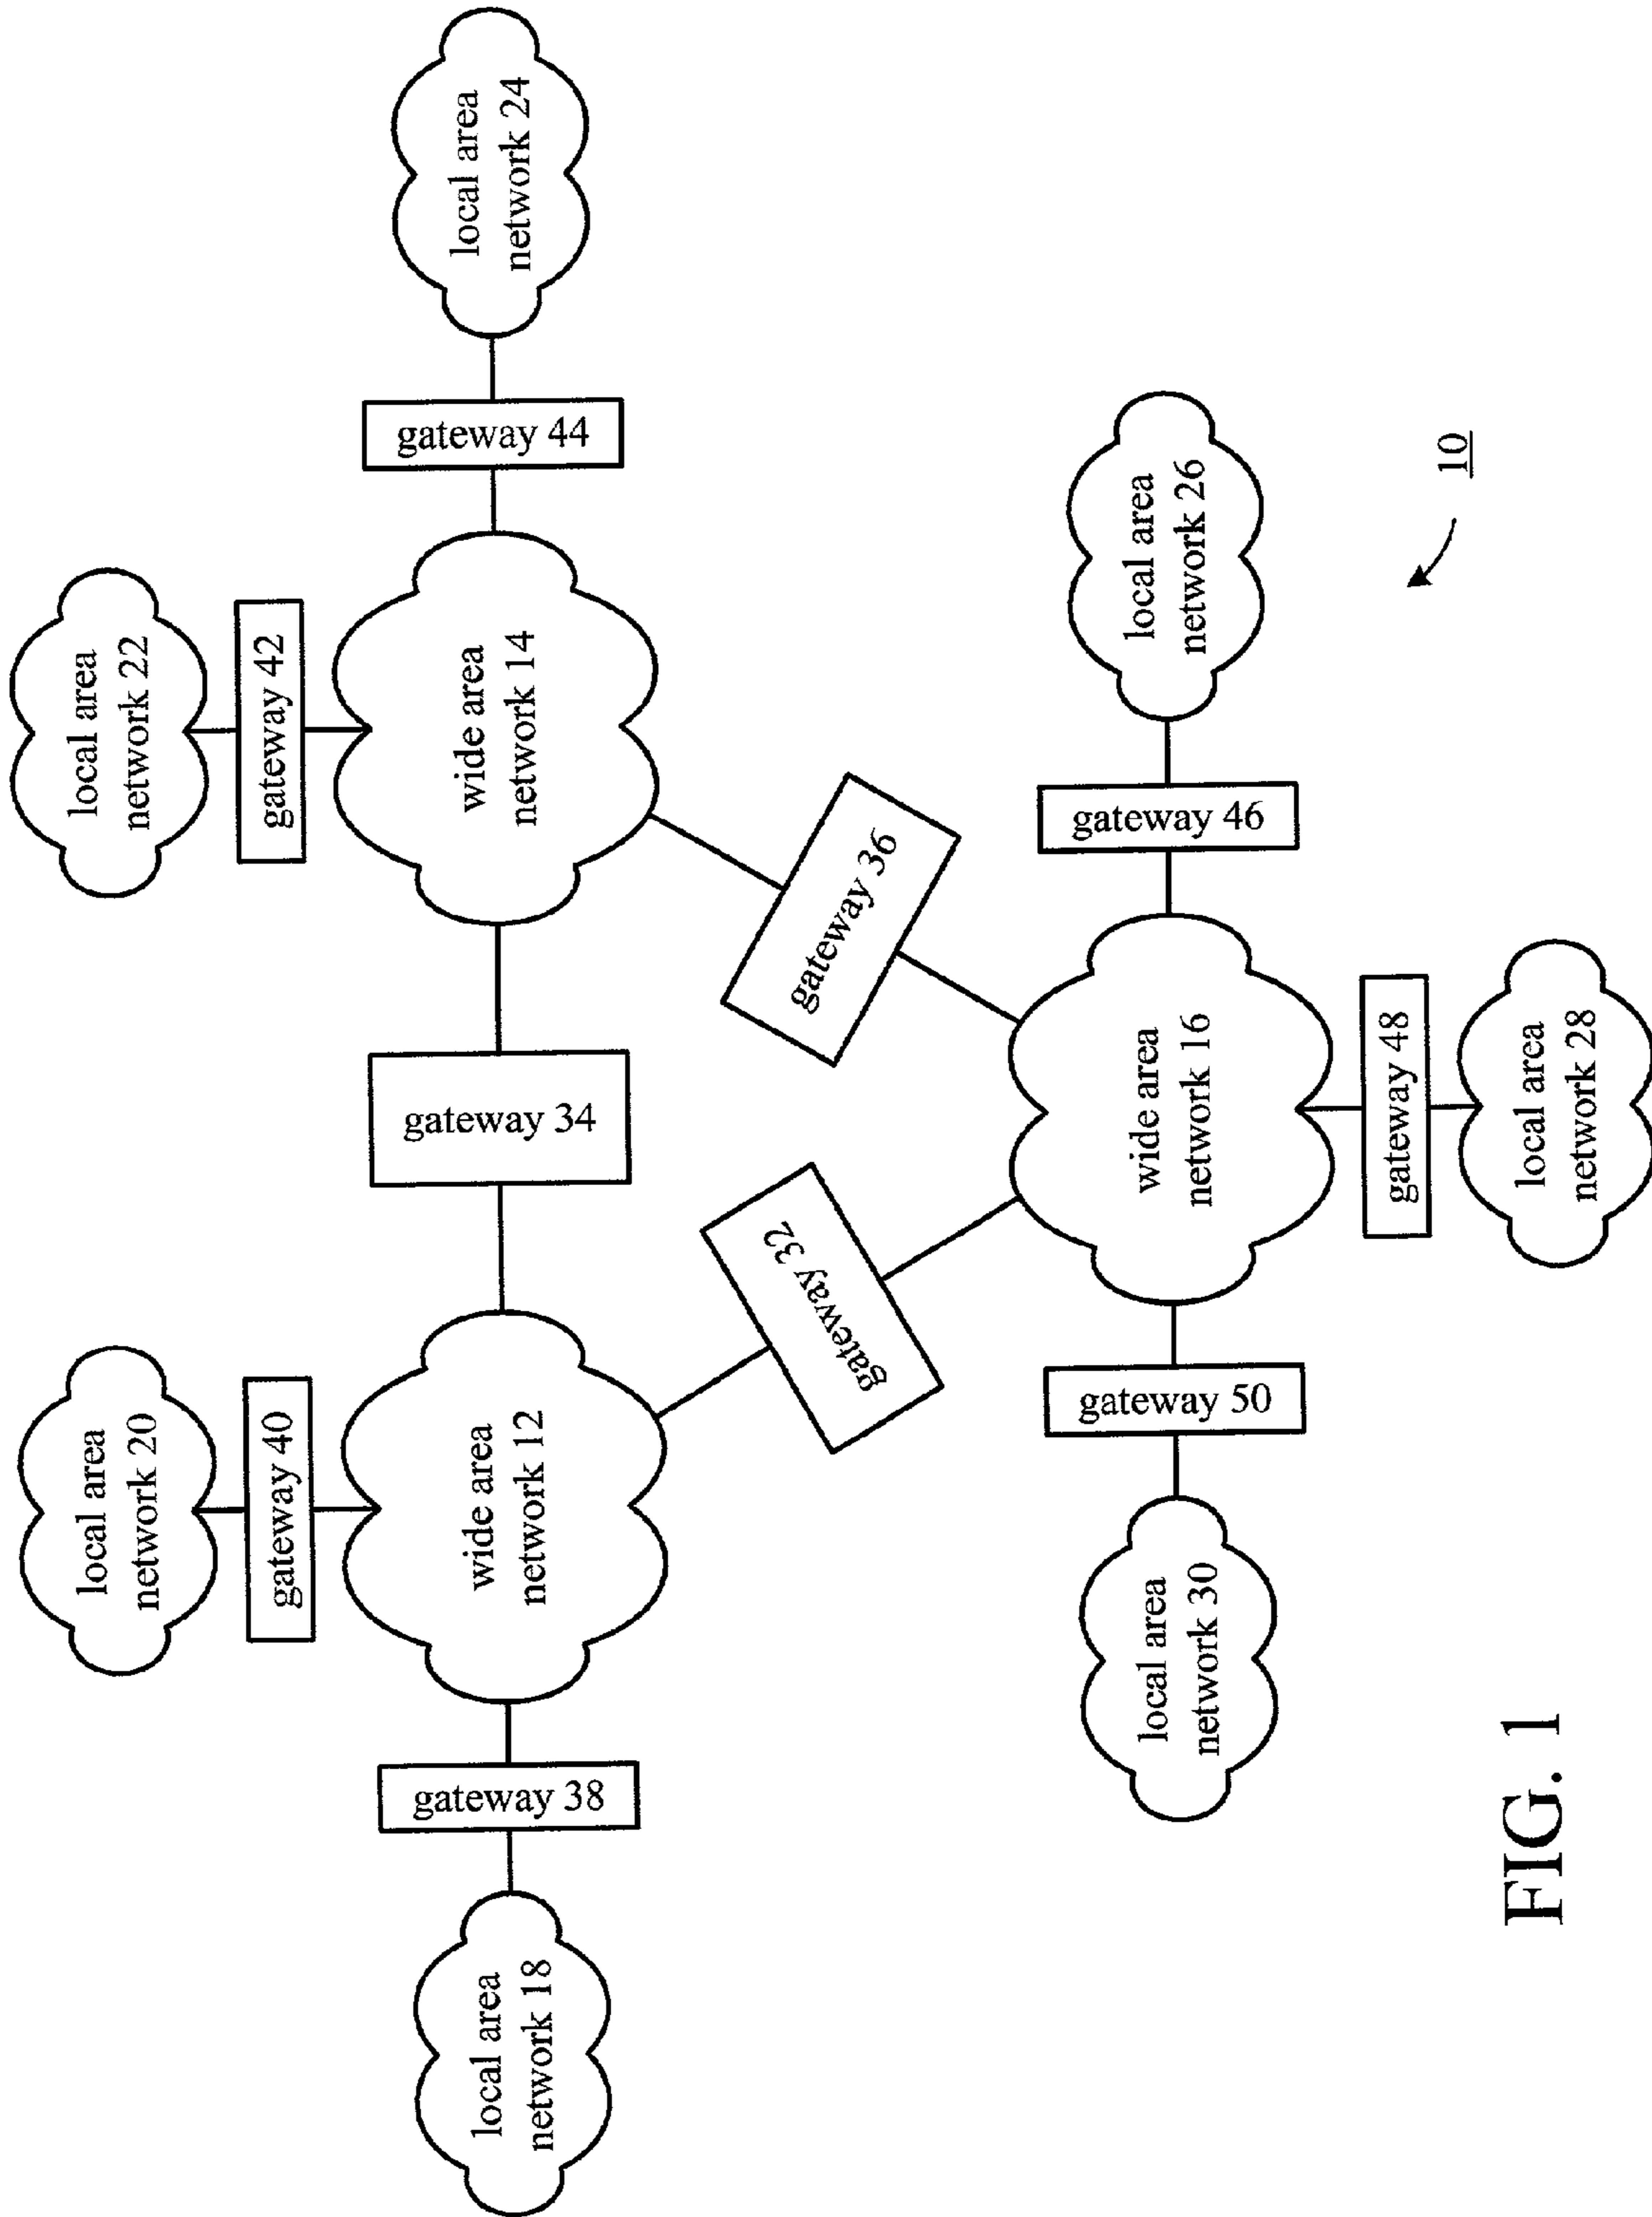 local area
network 20
gateway 40
local area
network 22
gateway 42
local area
network 18
gateway 38
wide area
network 12
gateway 34
wide area
network 14
gateway 44
local area
network 24
gateway 32
gateway 36
local area
network 30
gateway 50
wide area
network 16
gateway 46
local area
network 26
gateway 48
local area
network 28
10
FIG. 1